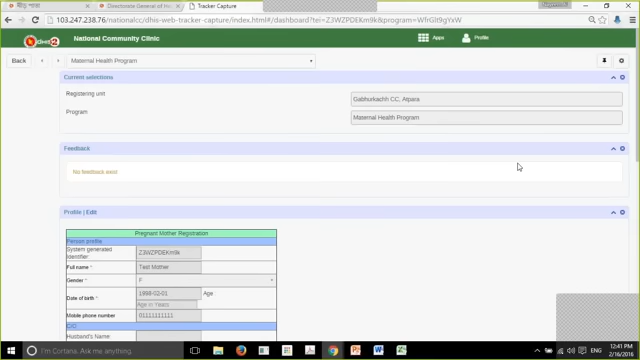 Directorate General of H
Tracker Capture
103.247.238.76/nationalcc/dhis-web-tracker-capture/index.html#/dashboard?tei=Z3WZPDEKm9k&program=WfrGlt9gYxW
dhis2
National Community Clinic
Apps
Profile
Back
Maternal Health Program
Current selections
Registering unit
Gabhorkachh CC, Atpara
Program
Maternal Health Program
Feedback
No feedback exist
Profile | Edit
Pregnant Mother Registration
Person profile
System generated identifier:
Z3WZPDEKm9k
Full name *
Test Mother
Gender *
F
Date of birth *
1998-02-01
Age :
Age in Years
Mobile phone number
01111111111
Husband's Name
I'm Cortana. Ask me anything.
ENG
12:41 PM
2/16/2016